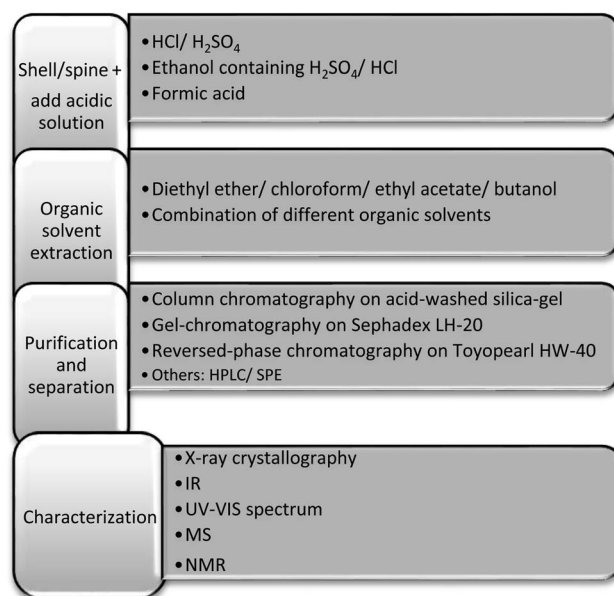 Shell/spine +
add acidic
solution
•HCl/ H₂SO₄
•Ethanol containing H₂SO₄/ HCl
•Formic acid
Organic
solvent
extraction
•Diethyl ether/ chloroform/ ethyl acetate/ butanol
•Combination of different organic solvents
Purification
and
separation
•Column chromatography on acid-washed silica-gel
•Gel-chromatography on Sephadex LH-20
•Reversed-phase chromatography on Toyopearl HW-40
•Others: HPLC/ SPE
Characterization
•X-ray crystallography
•IR
•UV-VIS spectrum
•MS
•NMR